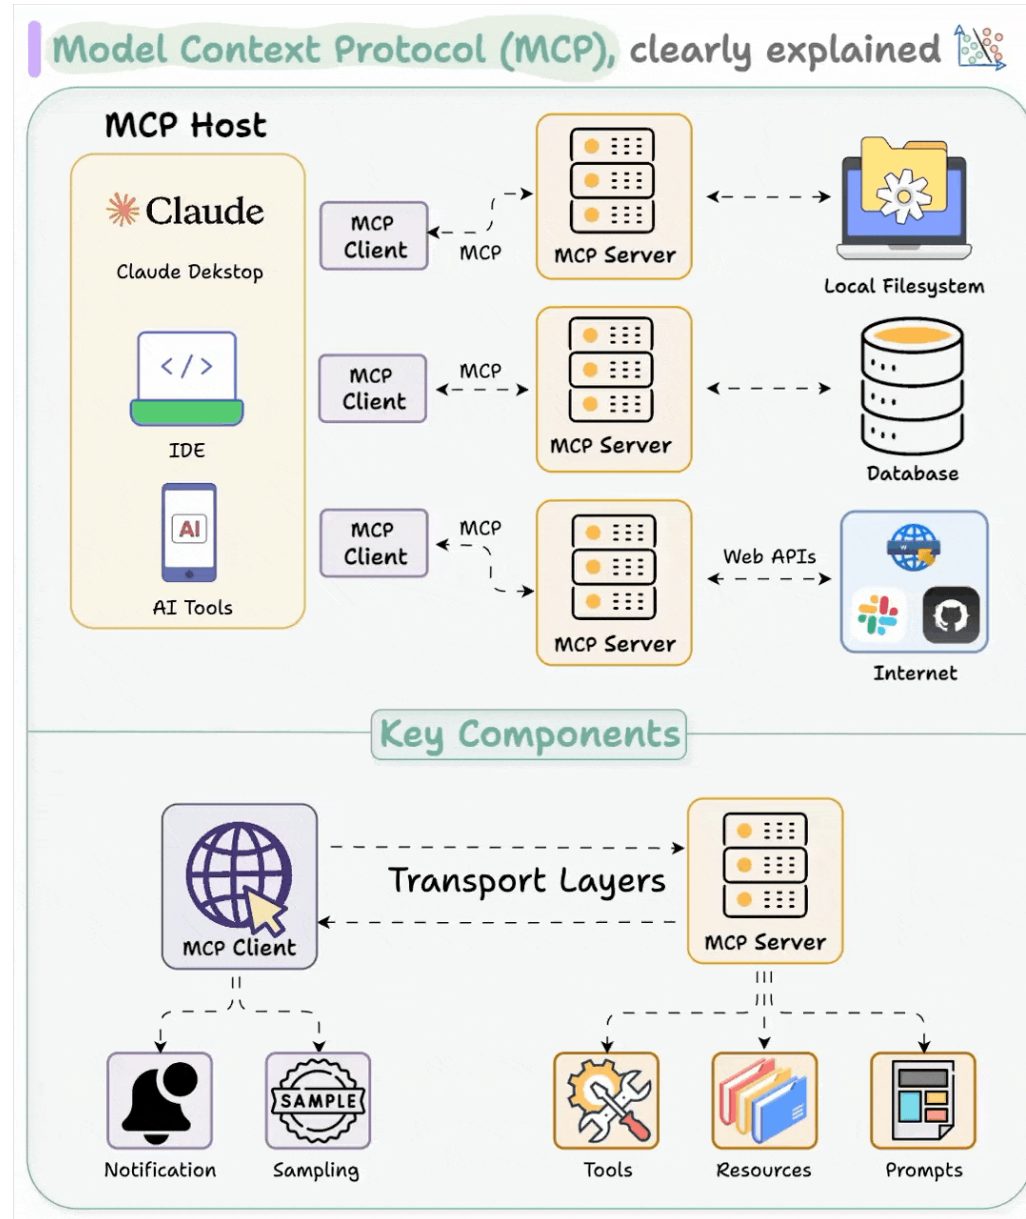 Model Context Protocol (MCP), clearly explained
MCP Host
Claude
Claude Dekstop
IDE
</>
AI
AI Tools
MCP
Client
MCP
MCP Server
Local Filesystem
MCP
Client
MCP
MCP Server
Database
MCP
Client
MCP
MCP Server
Web APIs
W
Internet
Key Components
MCP Client
Transport Layers
MCP Server
Notification
SAMPLE
Sampling
Tools
Resources
Prompts